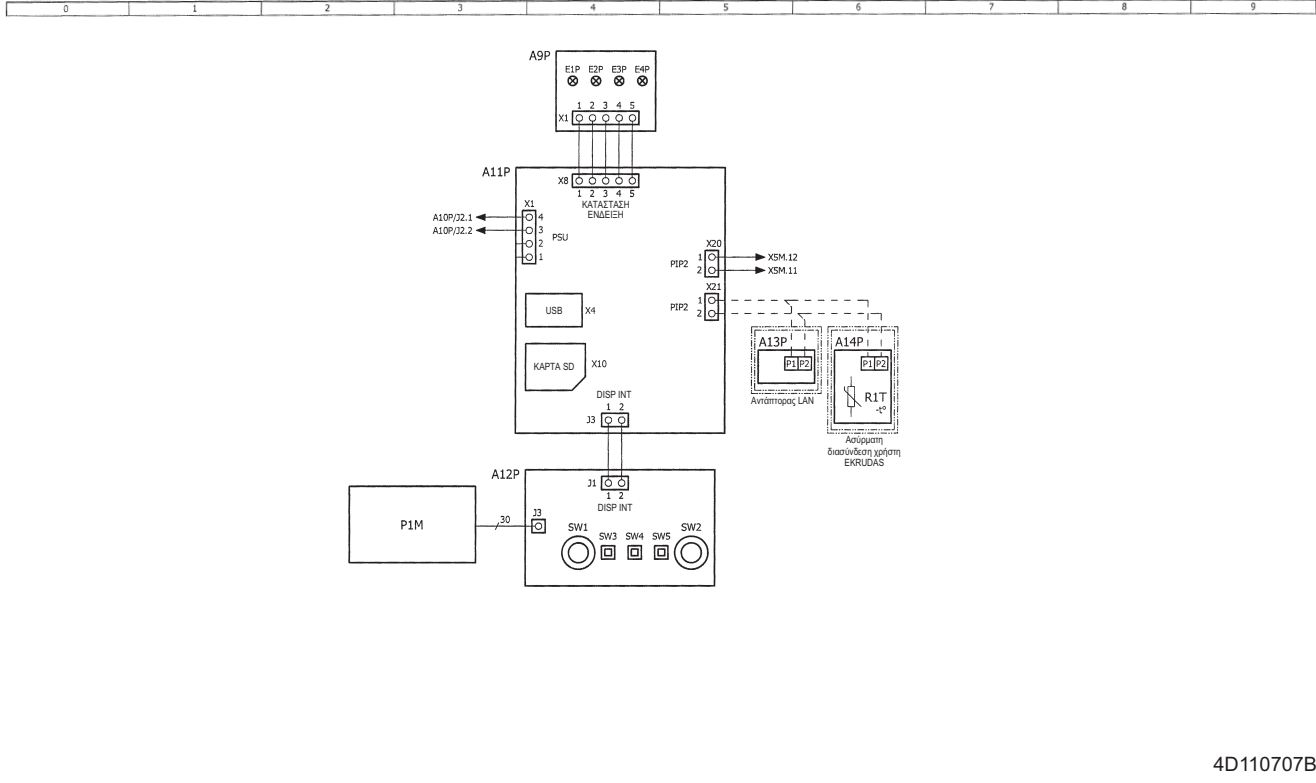 0 1 2 3 4 5 6 7 8 9
A9P
E1P E2P E3P E4P
1 2 3 4 5
X1
A11P
X8
1 2 3 4 5
ΚΑΤΑΣΤΑΣΗ
ΕΝΔΕΙΞΗ
X1
A10P/J2.1 4
A10P/J2.2 3
PSU
2
1
X20
PIP2 1 X5M.12
2 X5M.11
X21
PIP2 1
2
USB X4
ΚΑΡΤΑ SD X10
A13P
P1 P2
Αντάπτορας LAN
A14P
P1 P2
R1T
-t°
Ασύρματη
διασύνδεση χρήστη
EKRUDAS
DISP INT
1 2
J3
A12P
J1
1 2
DISP INT
P1M
30
J3
SW1 SW3 SW4 SW5 SW2
4D110707B